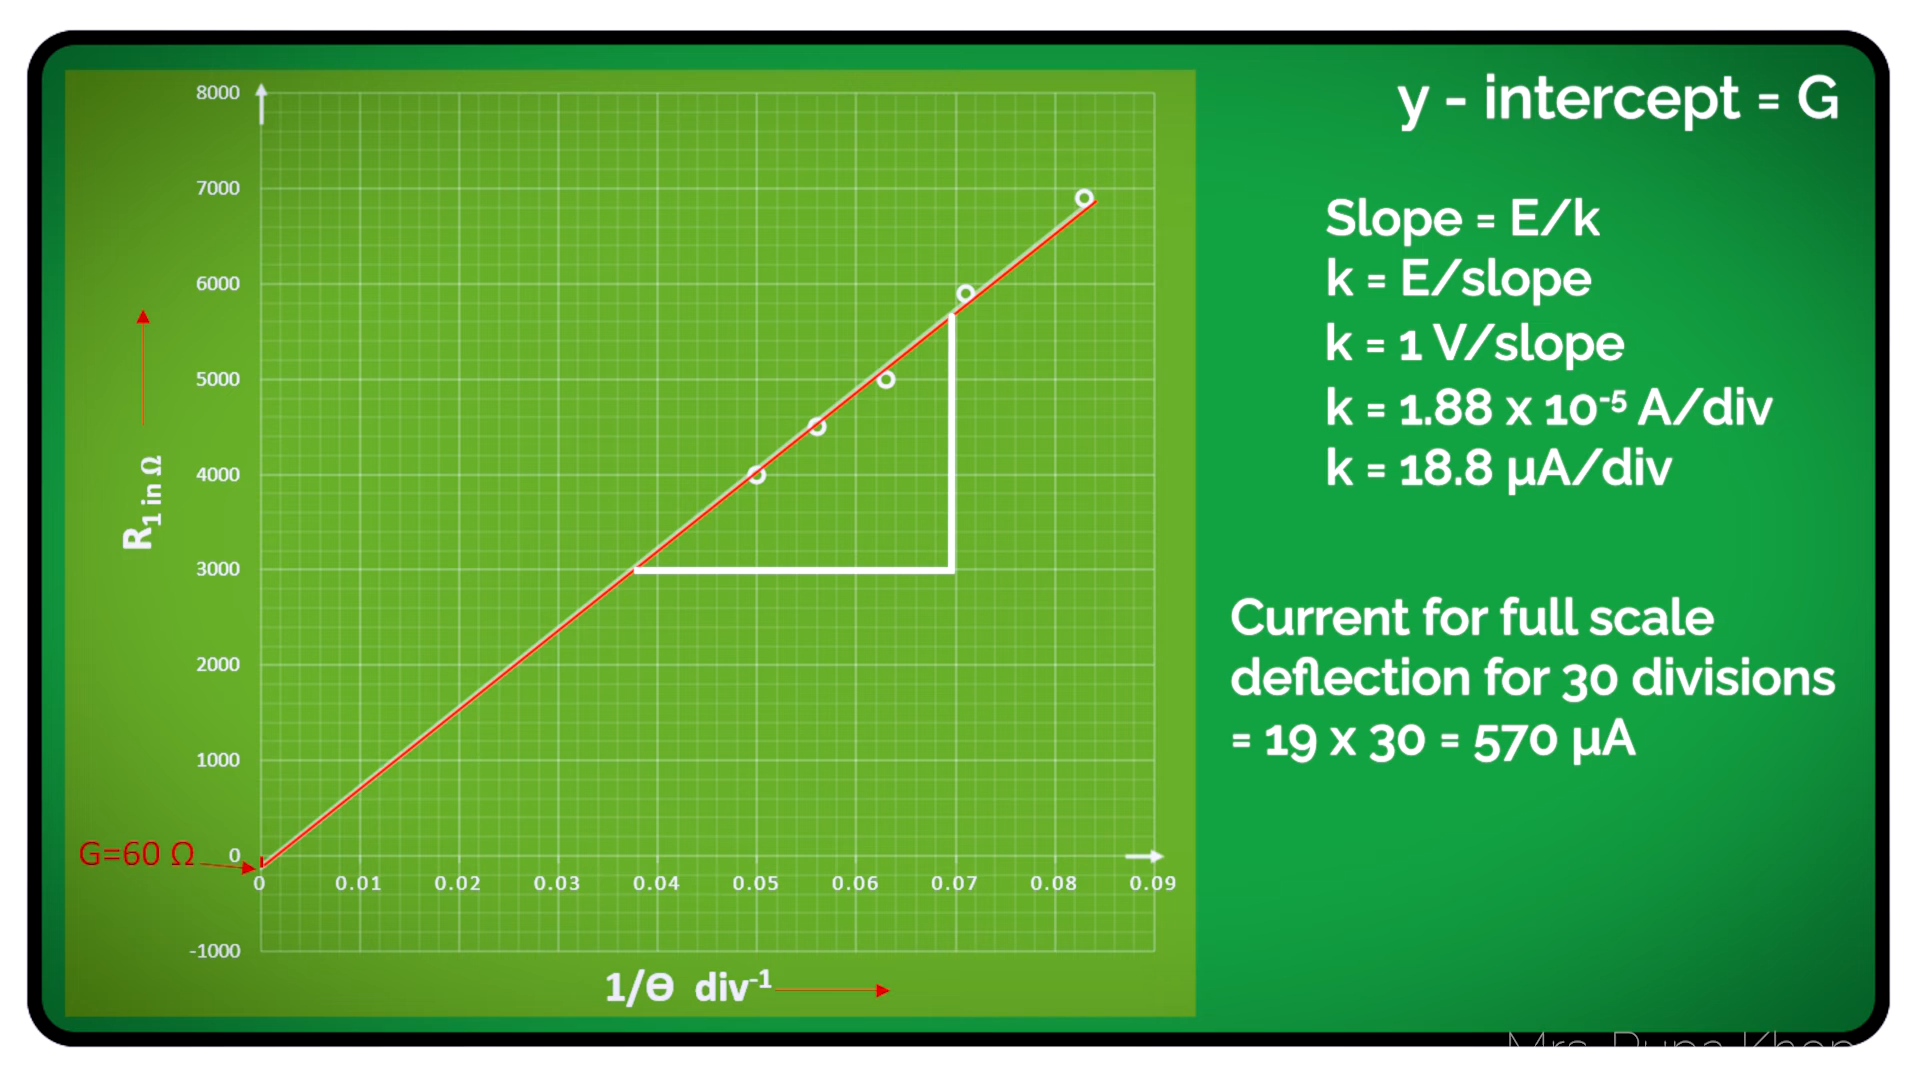 y - intercept = G
Slope = E/k
k = E/slope
k = 1 V/slope
k = 1.88 x 10⁻⁵ A/div
k = 18.8 µA/div
Current for full scale
deflection for 30 divisions
= 19 x 30 = 570 µA
8000
7000
6000
5000
4000
3000
2000
1000
0
-1000
R₁ in Ω
G=60 Ω
0 0.01 0.02 0.03 0.04 0.05 0.06 0.07 0.08 0.09
1/Ө div⁻¹